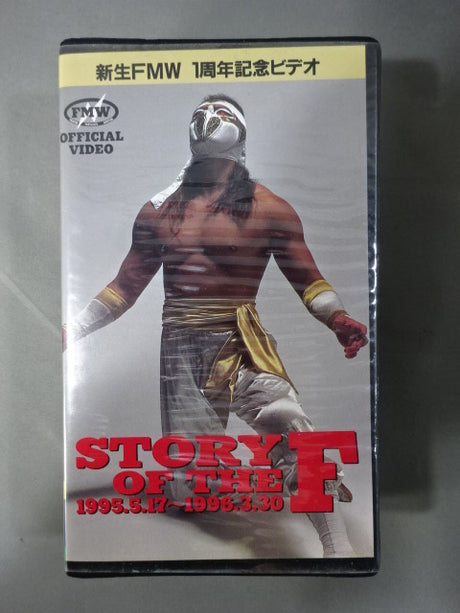 新生FMW 1周年記念ビデオ
FMW
OFFICIAL
VIDEO
STORY
OF THE F
1995.5.17～1996.3.30